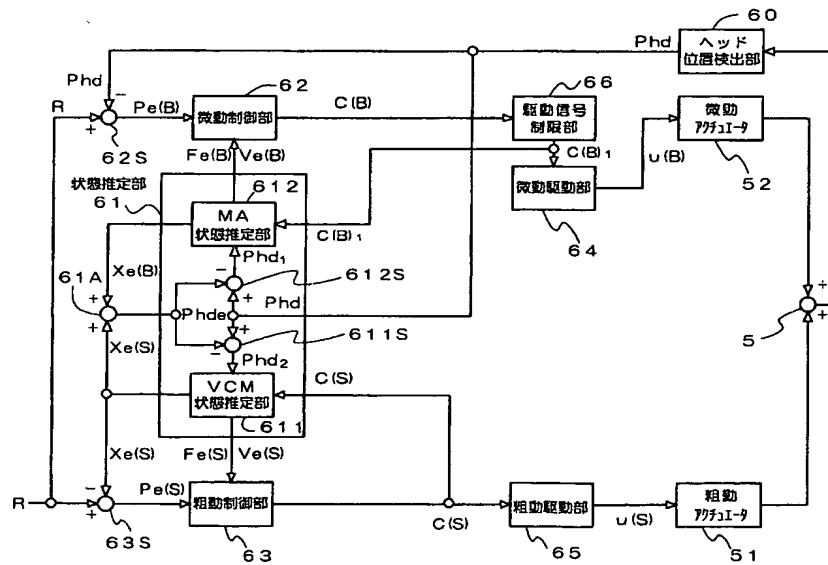 60
Phd
ヘッド
位置検出部
Phd
R
Pe(B)
62
微動制御部
C(B)
66
駆動信号
制限部
微動
アクチュエータ
62S
Fe(B)
Ve(B)
C(B)₁
u(B)
52
状態推定部
61
612
微動駆動部
64
MA
状態推定部
C(B)₁
Xe(B)
Phd₁
612S
61A
Phde
Phd
611S
5
Xe(S)
Phd₂
VCM
状態推定部
C(S)
611
Xe(S)
Fe(S)
Ve(S)
R
Pe(S)
粗動制御部
C(S)
粗動駆動部
u(S)
粗動
アクチュエータ
63S
63
65
51